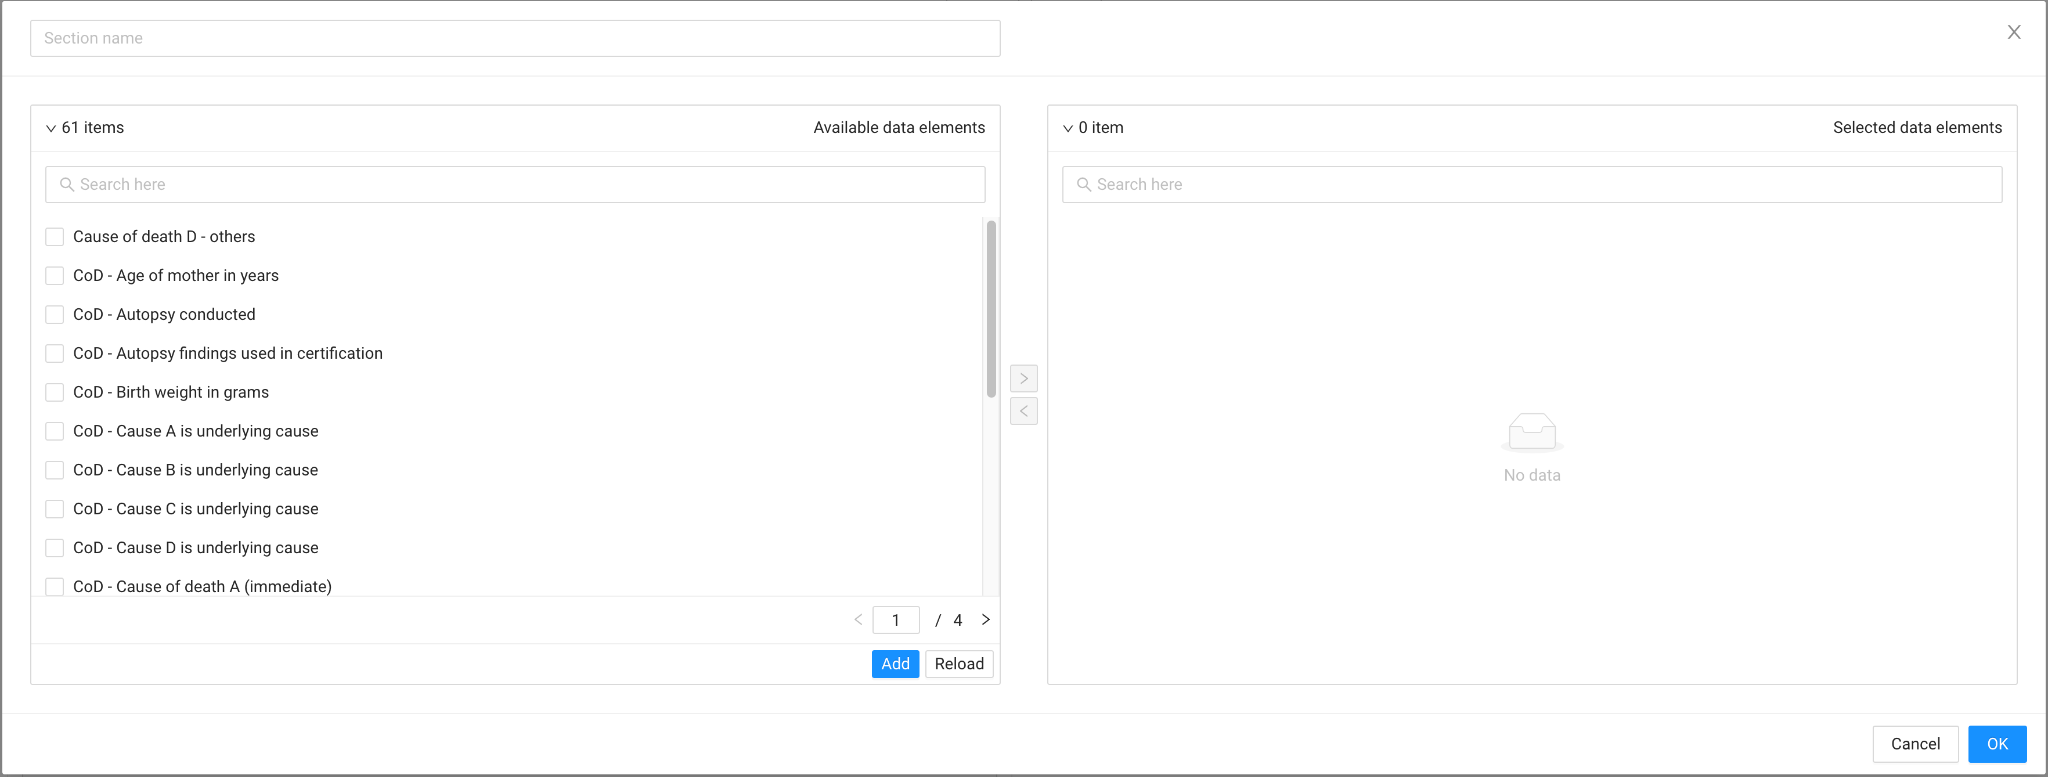 Section name
61 items
Available data elements
Search here
Cause of death D - others
CoD - Age of mother in years
CoD - Autopsy conducted
CoD - Autopsy findings used in certification
CoD - Birth weight in grams
CoD - Cause A is underlying cause
CoD - Cause B is underlying cause
CoD - Cause C is underlying cause
CoD - Cause D is underlying cause
CoD - Cause of death A (immediate)
1 / 4
Add Reload
0 item
Selected data elements
Search here
No data
Cancel OK